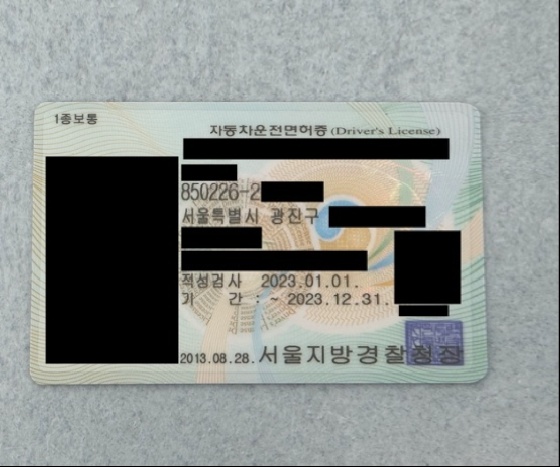 1종보통
자동차운전면허증 (Driver's License)
850226-2
서울특별시 광진구
적성검사 2023.01.01.
기 간 : ~ 2023.12.31.
2013.08.28. 서울지방경찰청장